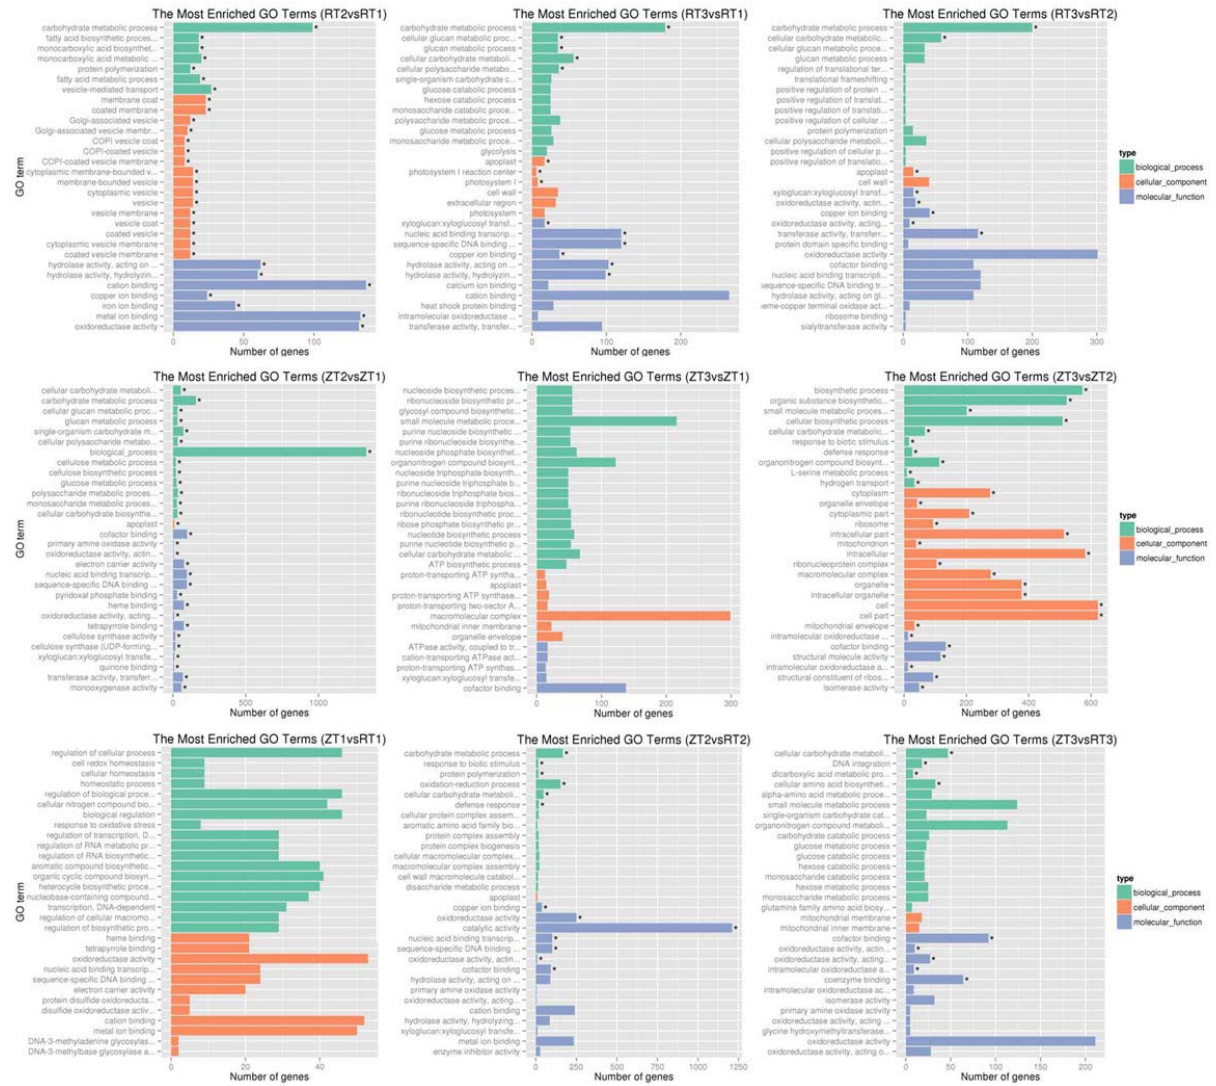 The Most Enriched GO Terms (RT2vsRT1)
carbohydrate metabolic process
fatty acid biosynthetic proces...
monocarboxylic acid biosynthet...
monocarboxylic acid metabolic ...
protein polymerization
fatty acid metabolic process
vesicle-mediated transport
membrane coat
coated membrane
Golgi-associated vesicle
Golgi-associated vesicle membr...
COPI vesicle coat
COPI-coated vesicle
COPI-coated vesicle membrane
cytoplasmic membrane-bounded v...
membrane-bounded vesicle
cytoplasmic vesicle
vesicle
vesicle membrane
vesicle coat
coated vesicle
cytoplasmic vesicle membrane
coated vesicle membrane
hydrolase activity, acting on ...
hydrolase activity, hydrolyzin...
cation binding
copper ion binding
iron ion binding
metal ion binding
oxidoreductase activity
GO term
0 100
Number of genes
The Most Enriched GO Terms (RT3vsRT1)
carbohydrate metabolic process
cellular glucan metabolic proc...
glucan metabolic process
cellular carbohydrate metaboli...
cellular polysaccharide metabo...
single-organism carbohydrate c...
glucose catabolic process
hexose catabolic process
monosaccharide catabolic proce...
polysaccharide metabolic proce...
glucose metabolic process
monosaccharide metabolic proce...
glycolysis
apoplast
photosystem I reaction center
photosystem I
cell wall
extracellular region
photosystem
xyloglucan:xyloglucosyl transf...
nucleic acid binding transcrip...
sequence-specific DNA binding ...
copper ion binding
hydrolase activity, acting on ...
hydrolase activity, hydrolyzin...
calcium ion binding
cation binding
heat shock protein binding
intramolecular oxidoreductase ...
transferase activity, transfer...
0 100 200
Number of genes
The Most Enriched GO Terms (RT3vsRT2)
carbohydrate metabolic process
cellular carbohydrate metabolic...
cellular glucan metabolic proce...
glucan metabolic process
regulation of translational ter...
translational frameshifting
positive regulation of protein ...
positive regulation of translat...
positive regulation of translati...
positive regulation of cellular ...
protein polymerization
cellular polysaccharide metaboli...
positive regulation of cellular p...
positive regulation of translatio...
apoplast
cell wall
xyloglucan:xyloglucosyl transf...
oxidoreductase activity, actin...
copper ion binding
oxidoreductase activity, acting...
transferase activity, transferr...
protein domain specific binding
oxidoreductase activity
cofactor binding
nucleic acid binding transcripti...
sequence-specific DNA binding tr...
hydrolase activity, acting on gl...
heme-copper terminal oxidase act...
ribosome binding
sialyltransferase activity
0 100 200 300
Number of genes
type
biological_process
cellular_component
molecular_function
The Most Enriched GO Terms (ZT2vsZT1)
cellular carbohydrate metaboli...
carbohydrate metabolic process
cellular glucan metabolic proc...
glucan metabolic process
single-organism carbohydrate m...
cellular polysaccharide metabo...
biological_process
cellulose metabolic process
cellulose biosynthetic process
glucose metabolic process
polysaccharide metabolic proces...
monosaccharide metabolic proces...
cellular carbohydrate biosynthe...
apoplast
cofactor binding
primary amine oxidase activity
oxidoreductase activity, actin...
electron carrier activity
nucleic acid binding transcrip...
sequence-specific DNA binding ...
pyridoxal phosphate binding
heme binding
oxidoreductase activity, acting...
tetrapyrrole binding
cellulose synthase activity
cellulose synthase (UDP-forming...
xyloglucan:xyloglucosyl transfe...
quinone binding
transferase activity, transferr...
monooxygenase activity
GO term
0 500 1000
Number of genes
The Most Enriched GO Terms (ZT3vsZT1)
nucleoside biosynthetic proces...
ribonucleoside biosynthetic pr...
glycosyl compound biosynthetic...
small molecule metabolic proce...
purine nucleoside biosynthetic ...
purine ribonucleoside biosynthe...
nucleoside phosphate biosynthet...
organonitrogen compound biosynt...
nucleoside triphosphate biosynth...
purine nucleoside triphosphate b...
ribonucleoside triphosphate bios...
purine ribonucleoside triphospha...
ribonucleotide biosynthetic proc...
ribose phosphate biosynthetic pr...
nucleotide biosynthetic process
purine nucleotide biosynthetic p...
cellular carbohydrate metabolic ...
ATP biosynthetic process
proton-transporting ATP syntha...
apoplast
proton-transporting ATP synthase...
proton-transporting two-sector A...
macromolecular complex
mitochondrial inner membrane
organelle envelope
ATPase activity, coupled to tr...
cation-transporting ATPase act...
proton-transporting ATP synthas...
xyloglucan:xyloglucosyl transfe...
cofactor binding
0 100 200 300
Number of genes
The Most Enriched GO Terms (ZT3vsZT2)
biosynthetic process
organic substance biosynthetic...
small molecule metabolic proces...
cellular biosynthetic process
cellular carbohydrate metabolic...
response to biotic stimulus
defense response
organonitrogen compound biosynt...
L-serine metabolic process
hydrogen transport
cytoplasm
organelle envelope
cytoplasmic part
ribosome
intracellular part
mitochondrion
intracellular
ribonucleoprotein complex
macromolecular complex
organelle
intracellular organelle
cell
cell part
mitochondrial envelope
intramolecular oxidoreductase ...
cofactor binding
structural molecule activity
intramolecular oxidoreductase a...
structural constituent of ribos...
isomerase activity
0 200 400 600
Number of genes
type
biological_process
cellular_component
molecular_function
The Most Enriched GO Terms (ZT1vsRT1)
regulation of cellular process
cell redox homeostasis
cellular homeostasis
homeostatic process
regulation of biological proce...
cellular nitrogen compound bio...
biological regulation
response to oxidative stress
regulation of transcription, D...
regulation of RNA metabolic pr...
regulation of RNA biosynthetic...
aromatic compound biosynthetic...
organic cyclic compound biosyn...
heterocycle biosynthetic proce...
nucleobase-containing compound...
transcription, DNA-dependent
regulation of cellular macromo...
regulation of biosynthetic pro...
heme binding
tetrapyrrole binding
oxidoreductase activity
nucleic acid binding transcrip...
sequence-specific DNA binding ...
electron carrier activity
protein disulfide oxidoreducta...
disulfide oxidoreductase activ...
cation binding
metal ion binding
DNA-3-methyladenine glycosylas...
DNA-3-methylbase glycosylase a...
GO term
0 20 40
Number of genes
The Most Enriched GO Terms (ZT2vsRT2)
carbohydrate metabolic process
response to biotic stimulus
protein polymerization
oxidation-reduction process
cellular carbohydrate metaboli...
defense response
cellular protein complex assem...
aromatic amino acid family bio...
protein complex assembly
protein complex biogenesis
cellular macromolecular complex...
macromolecular complex assembly
cell wall macromolecule catabol...
disaccharide metabolic process
apoplast
copper ion binding
oxidoreductase activity
catalytic activity
nucleic acid binding transcrip...
sequence-specific DNA binding ...
oxidoreductase activity, actin...
cofactor binding
hydrolase activity, acting on ...
primary amine oxidase activity
oxidoreductase activity, acting...
cation binding
hydrolase activity, hydrolyzing...
xyloglucan:xyloglucosyl transfe...
metal ion binding
enzyme inhibitor activity
0 250 500 750 1000 1250
Number of genes
The Most Enriched GO Terms (ZT3vsRT3)
cellular carbohydrate metaboli...
DNA integration
dicarboxylic acid metabolic pro...
cellular amino acid biosyntheti...
alpha-amino acid metabolic proce...
small molecule metabolic process
single-organism carbohydrate cat...
organonitrogen compound metaboli...
carbohydrate catabolic process
glucose metabolic process
glucose catabolic process
hexose catabolic process
monosaccharide catabolic process
hexose metabolic process
monosaccharide metabolic process
glutamine family amino acid biosy...
mitochondrial membrane
mitochondrial inner membrane
cofactor binding
oxidoreductase activity, actin...
oxidoreductase activity, acting...
intramolecular oxidoreductase a...
coenzyme binding
intramolecular oxidoreductase ac...
isomerase activity
primary amine oxidase activity
oxidoreductase activity, acting ...
glycine hydroxymethyltransferase...
oxidoreductase activity
oxidoreductase activity, acting o...
0 50 100 150 200
Number of genes
type
biological_process
cellular_component
molecular_function